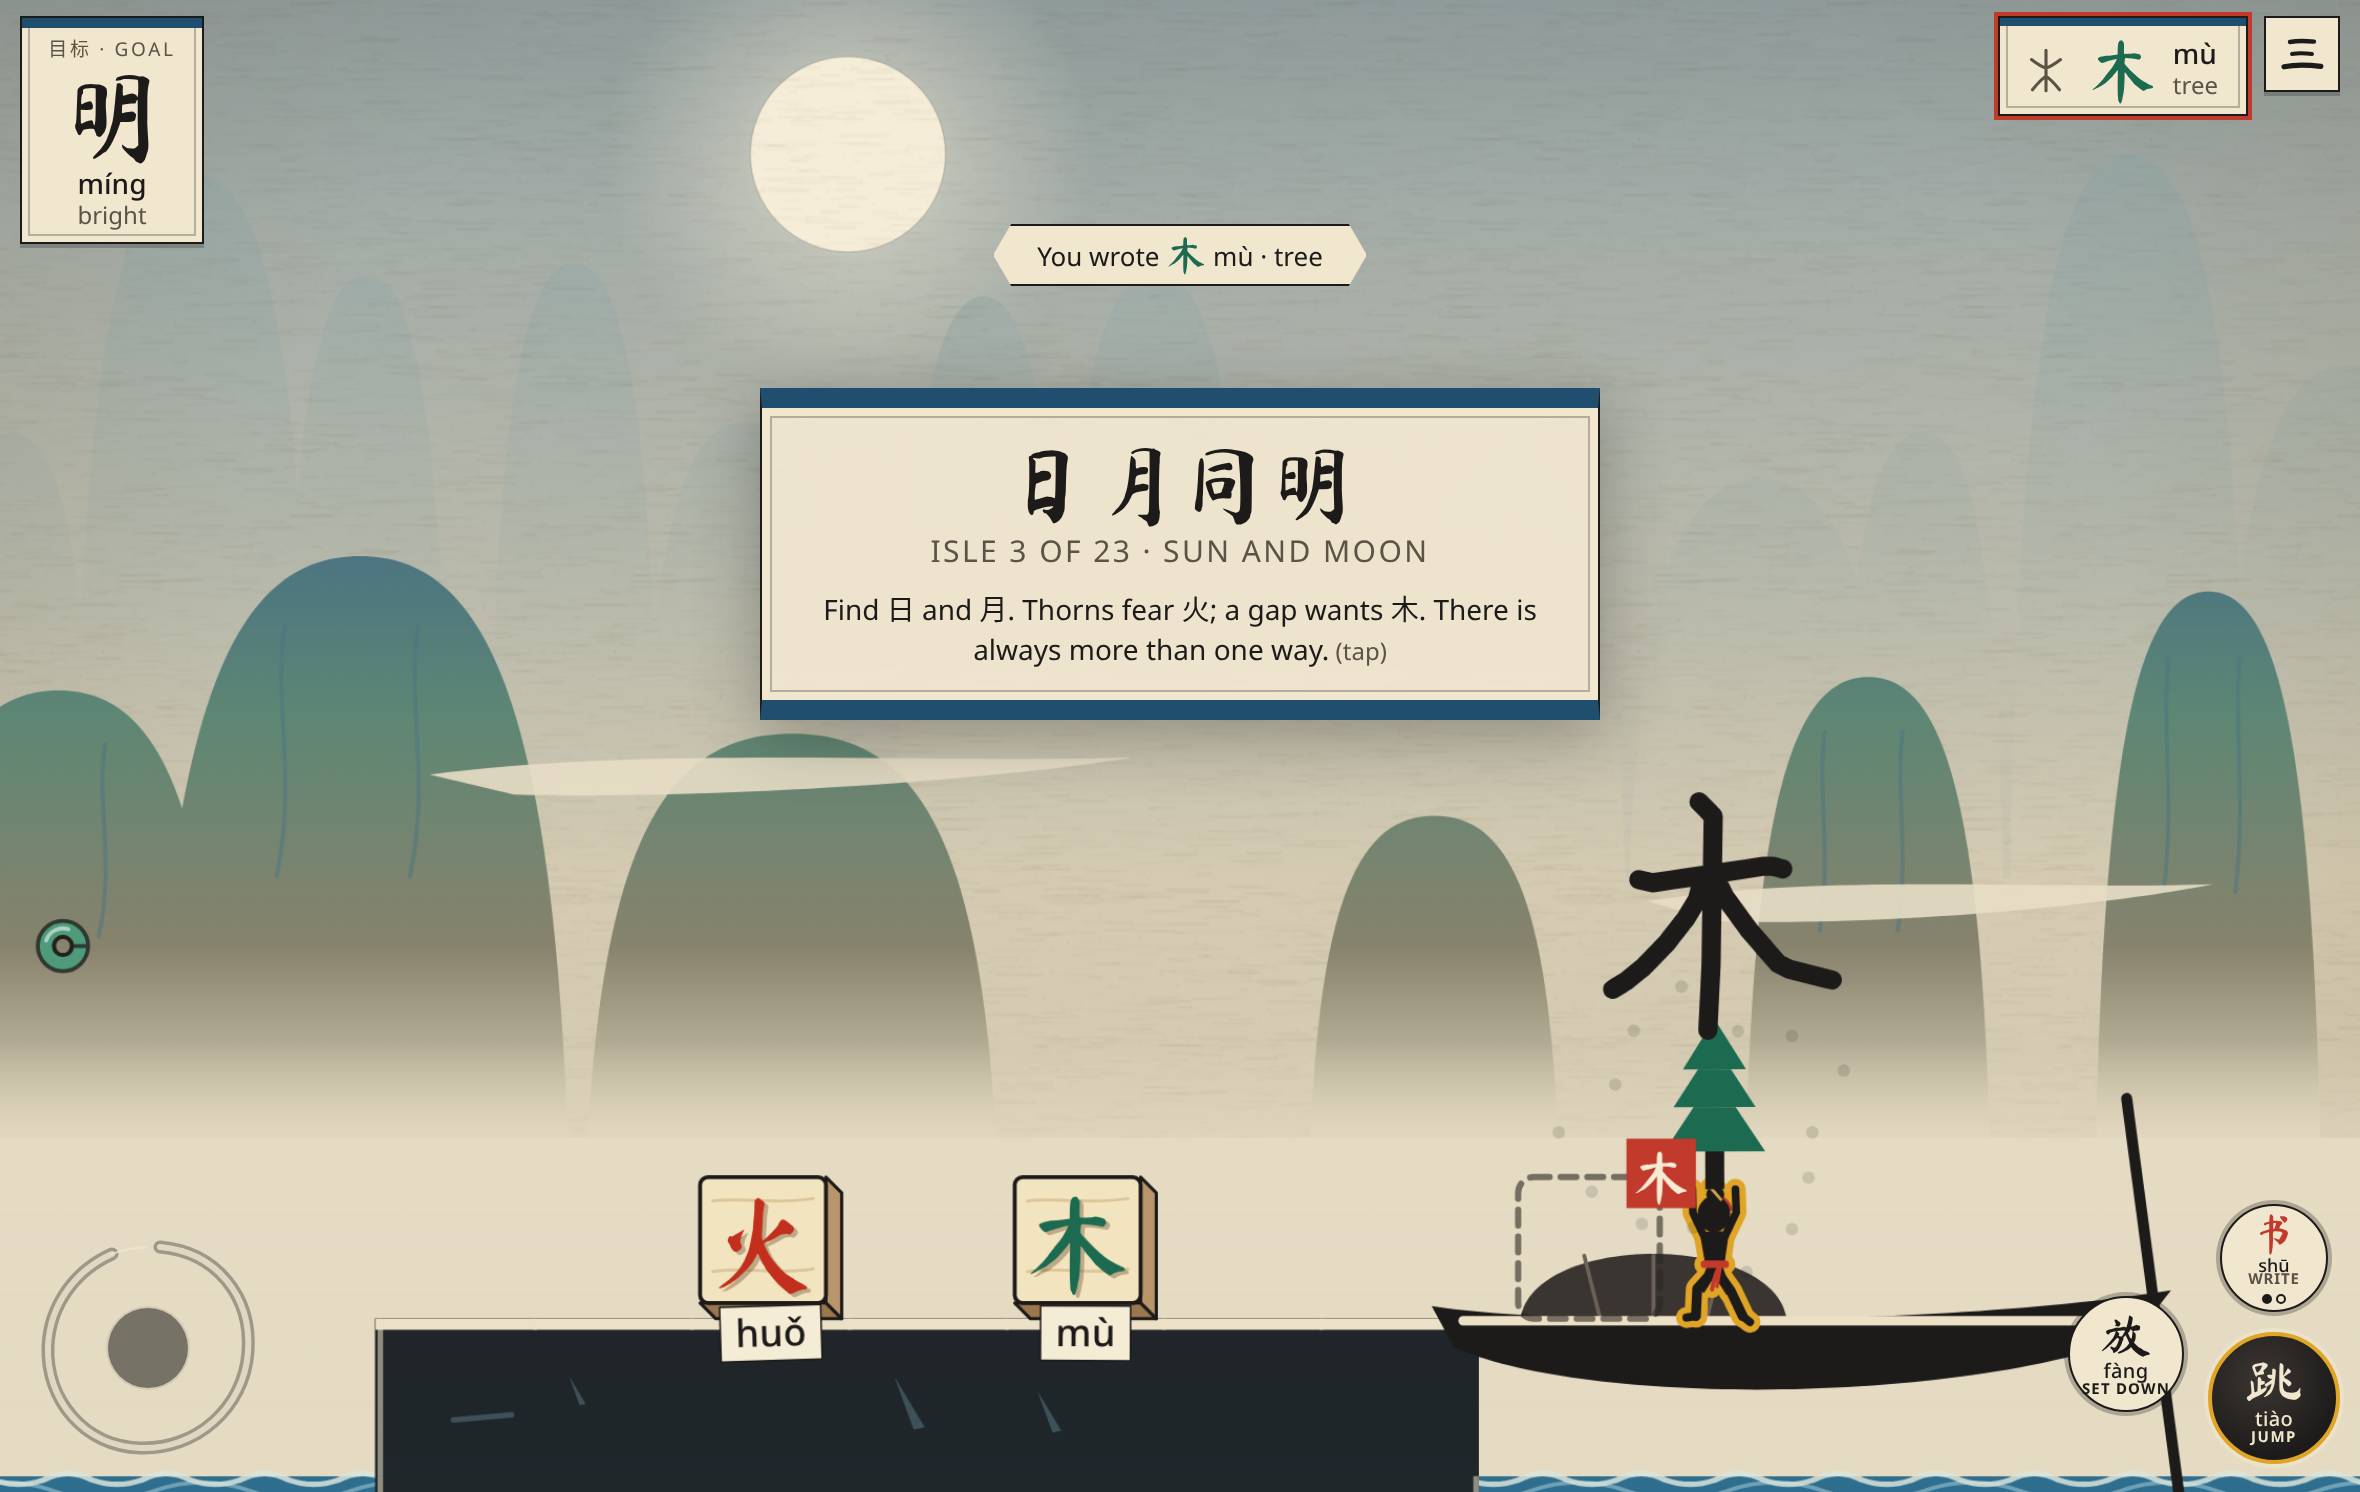 目标 · GOAL
明
míng
bright
木 mù
tree
三
You wrote 木 mù · tree
日月同明
ISLE 3 OF 23 · SUN AND MOON
Find 日 and 月. Thorns fear 火; a gap wants 木. There is
always more than one way. (tap)
木
木
火
huǒ
木
mù
书
shū
WRITE
放
fàng
SET DOWN
跳
tiào
JUMP